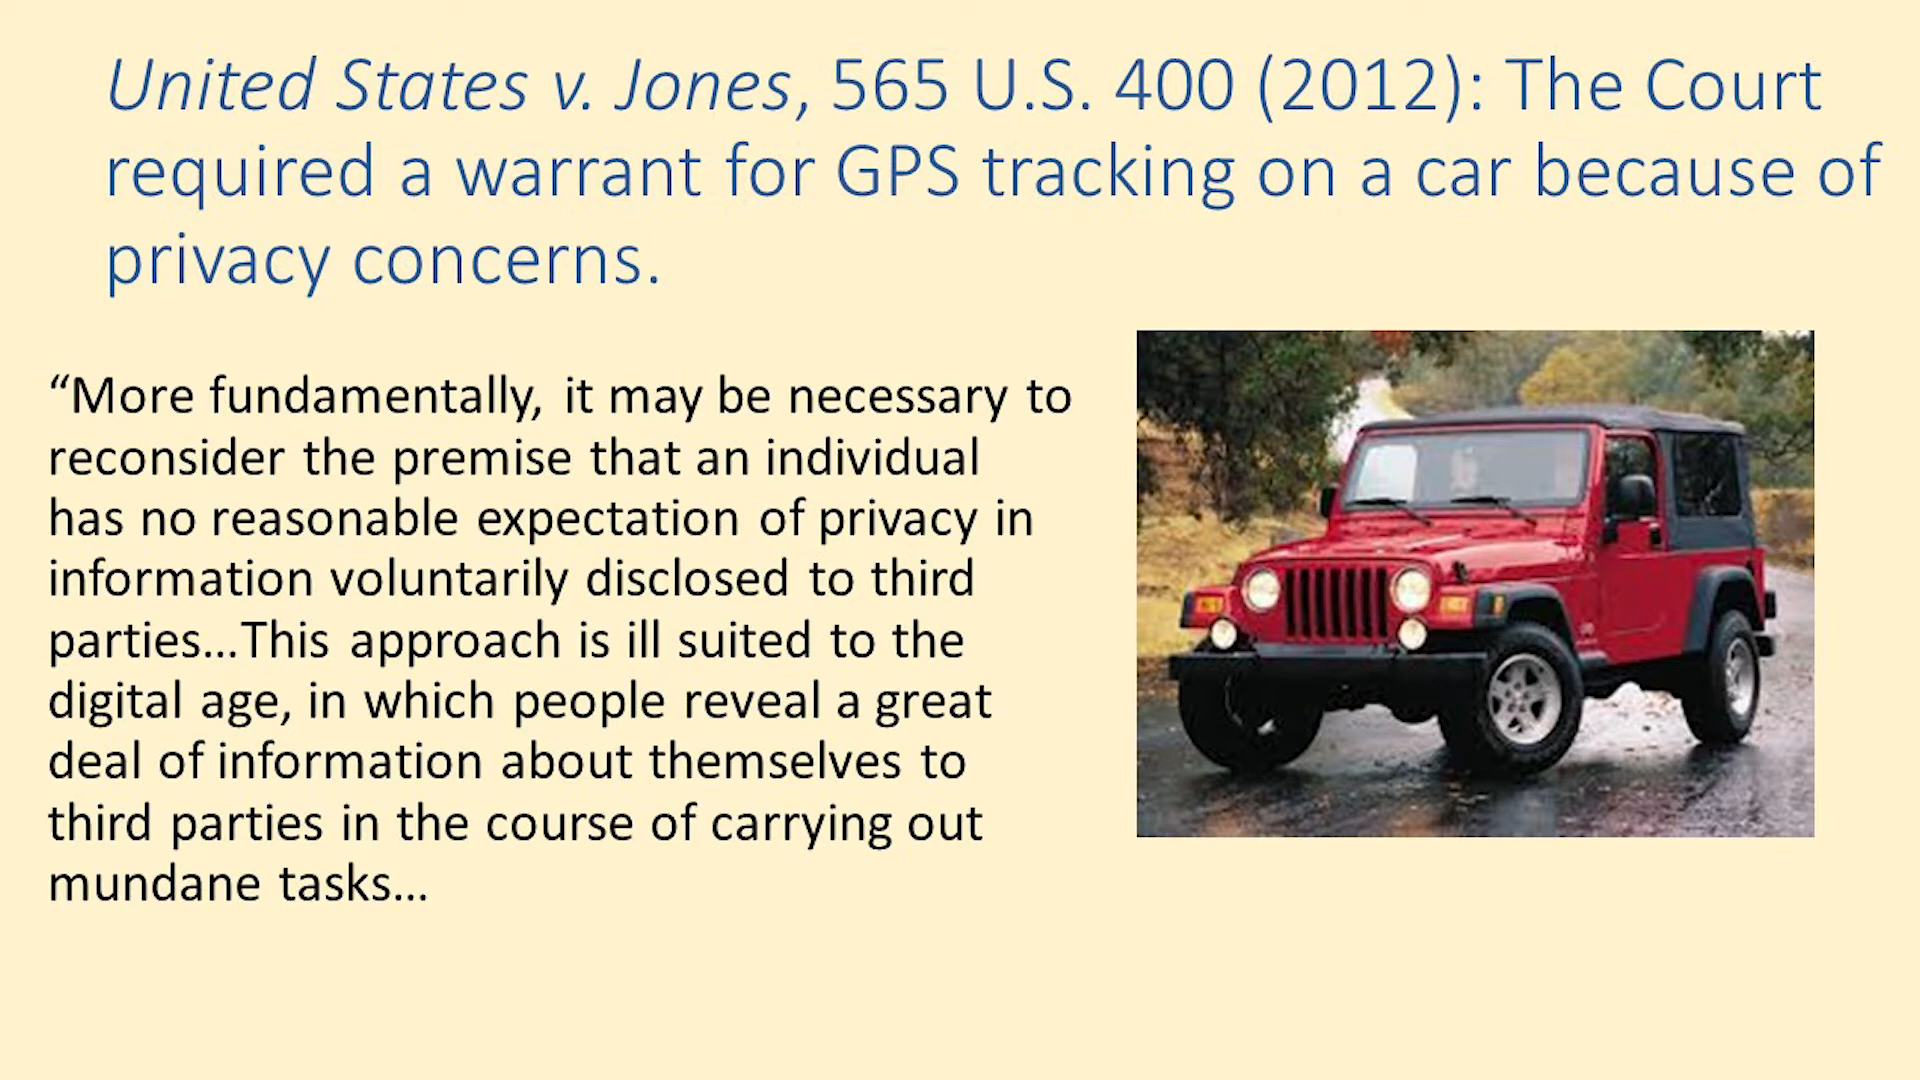 United States v. Jones, 565 U.S. 400 (2012): The Court
required a warrant for GPS tracking on a car because of
privacy concerns.
“More fundamentally, it may be necessary to
reconsider the premise that an individual
has no reasonable expectation of privacy in
information voluntarily disclosed to third
parties…This approach is ill suited to the
digital age, in which people reveal a great
deal of information about themselves to
third parties in the course of carrying out
mundane tasks…